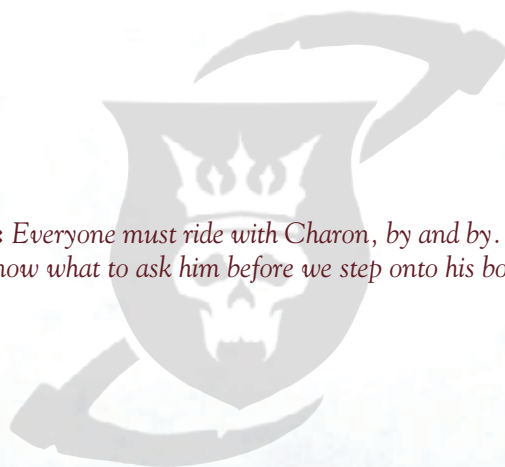 : Everyone must ride with Charon, by and by.
now what to ask him before we step onto his bo